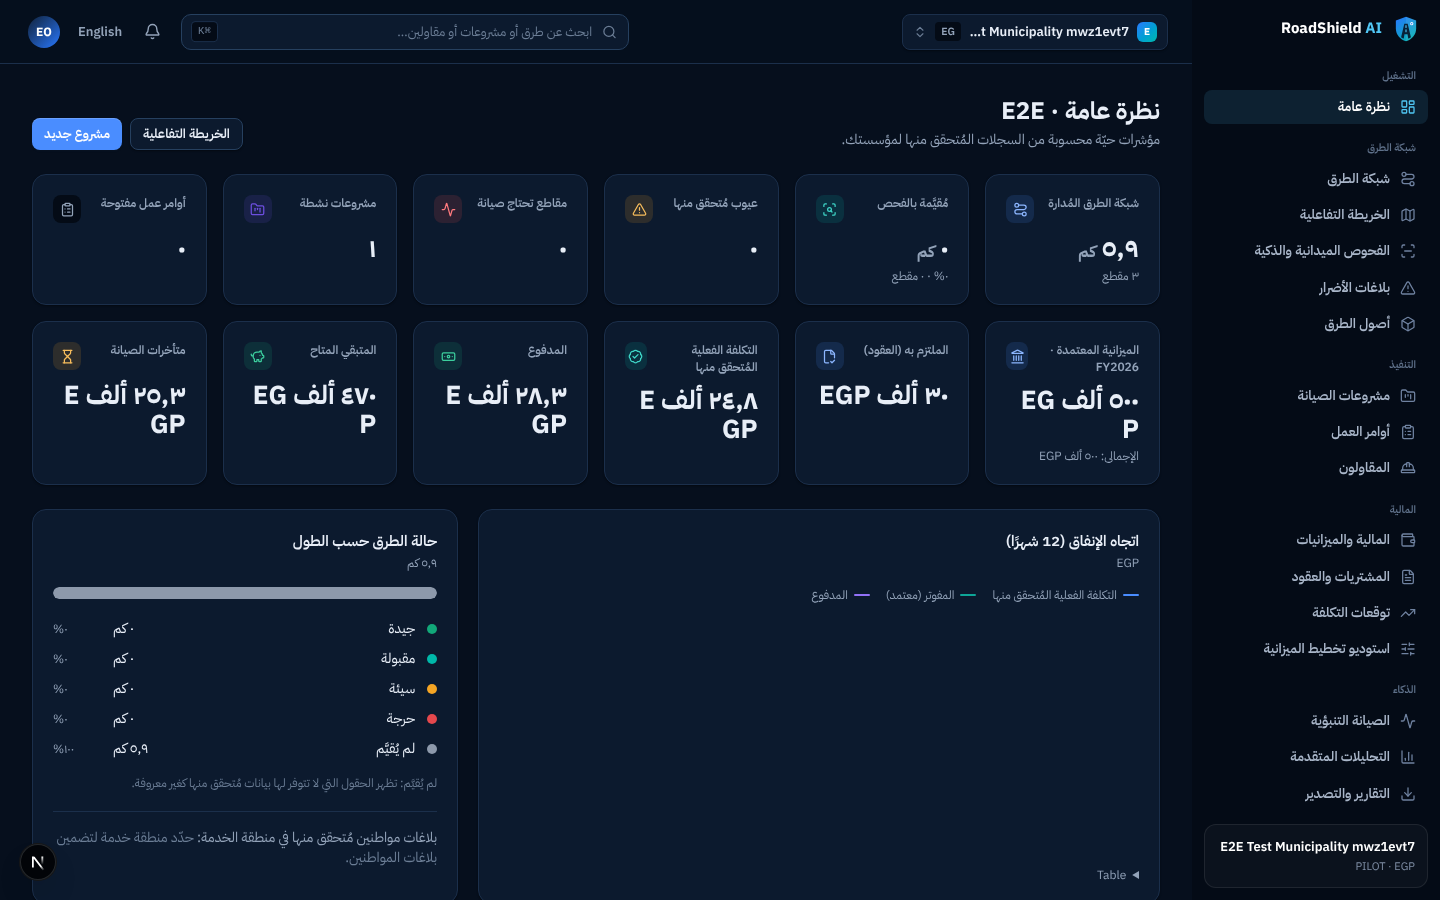 RoadShield AI
التشغيل
نظرة عامة
شبكة الطرق
شبكة الطرق
الخريطة التفاعلية
الفحوص الميدانية والذكية
بلاغات الأضرار
أصول الطرق
التنفيذ
مشروعات الصيانة
أوامر العمل
المقاولون
المالية
المالية والميزانيات
المشتريات والعقود
توقعات التكلفة
استوديو تخطيط الميزانية
الذكاء
الصيانة التنبؤية
التحليلات المتقدمة
التقارير والتصدير
E2E Test Municipality mwz1evt7
PILOT · EGP
E
...t Municipality mwz1evt7
EG
ابحث عن طرق أو مشروعات أو مقاولين...
⌘K
English
EO
نظرة عامة · E2E
مؤشرات حيّة محسوبة من السجلات المُتحقق منها لمؤسستك.
الخريطة التفاعلية
مشروع جديد
شبكة الطرق المُدارة
٥,٩ كم
٣ مقطع
مُقيَّمة بالفحص
٠ كم
٠% · ٠ مقطع
عيوب مُتحقق منها
٠
مقاطع تحتاج صيانة
٠
مشروعات نشطة
١
أوامر عمل مفتوحة
٠
الميزانية المعتمدة ·
FY2026
٥٠٠ ألف EG
P
الإجمالي: ٥٠٠ ألف EGP
الملتزم به (العقود)
٣٠ ألف EGP
التكلفة الفعلية
المُتحقق منها
٢٤,٨ ألف E
GP
المدفوع
٢٨,٣ ألف E
GP
المتبقي المتاح
٤٧٠ ألف EG
P
متأخرات الصيانة
٢٥,٣ ألف E
GP
اتجاه الإنفاق (12 شهرًا)
EGP
التكلفة الفعلية المُتحقق منها
المفوتر (معتمد)
المدفوع
Table
حالة الطرق حسب الطول
٥,٩ كم
جيدة ٠ كم ٠%
مقبولة ٠ كم ٠%
سيئة ٠ كم ٠%
حرجة ٠ كم ٠%
لم يُقيَّم ٥,٩ كم ١٠٠%
لم يُقيَّم: تظهر الحقول التي لا تتوفر لها بيانات مُتحقق منها كغير معروفة.
بلاغات مواطنين مُتحقق منها في منطقة الخدمة: حدّد منطقة خدمة لتضمين
بلاغات المواطنين.
N